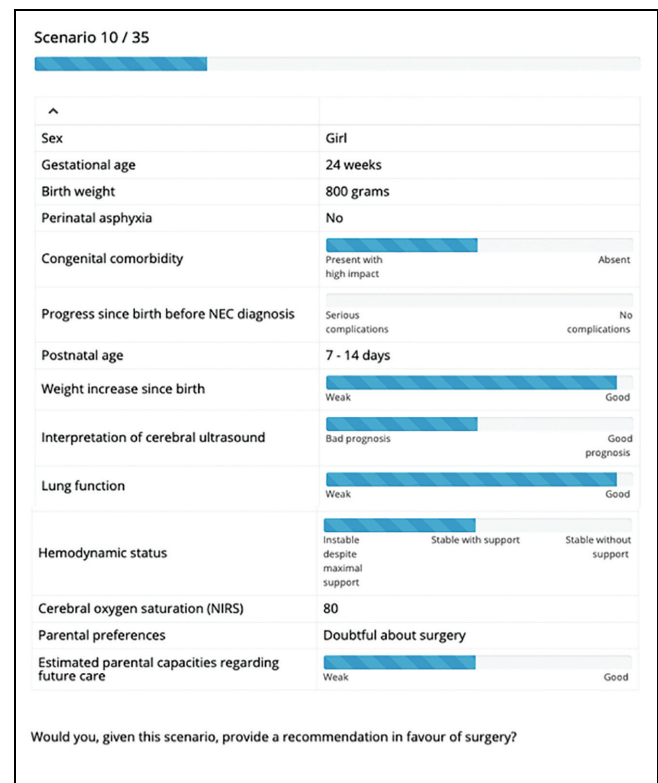 Scenario 10 / 35
Sex Girl
Gestational age 24 weeks
Birth weight 800 grams
Perinatal asphyxia No
Congenital comorbidity
Present with Absent
high impact
Progress since birth before NEC diagnosis
Serious No
complications complications
Postnatal age 7 - 14 days
Weight increase since birth
Weak Good
Interpretation of cerebral ultrasound
Bad prognosis Good
prognosis
Lung function
Weak Good
Hemodynamic status
Instable Stable with support Stable without
despite support
maximal
support
Cerebral oxygen saturation (NIRS) 80
Parental preferences Doubtful about surgery
Estimated parental capacities regarding
future care
Weak Good
Would you, given this scenario, provide a recommendation in favour of surgery?